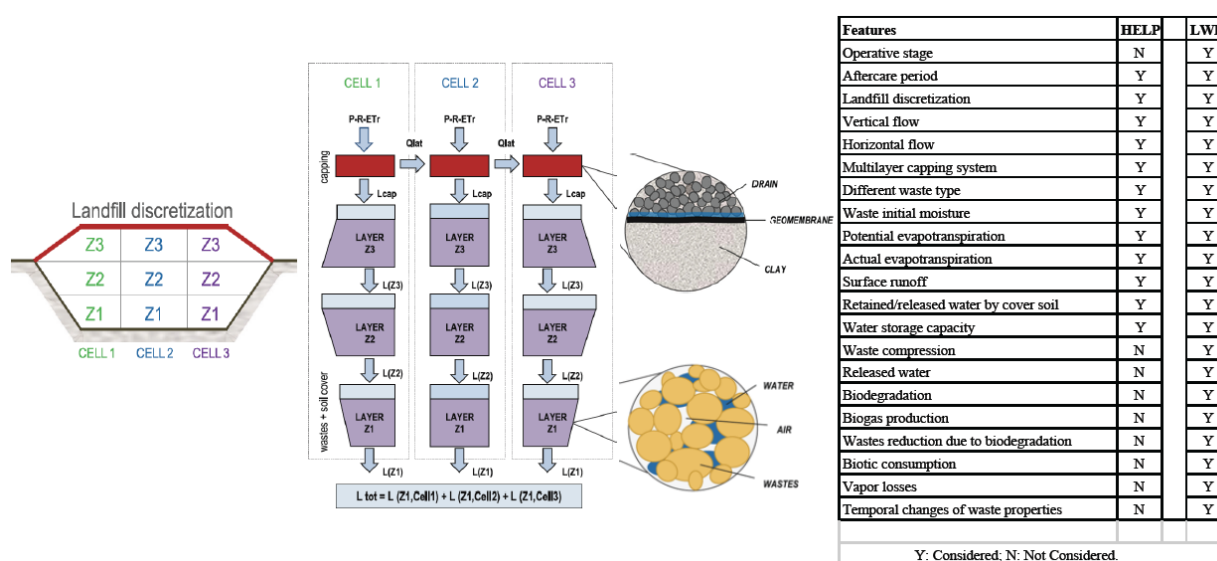 Landfill discretization
Z3 Z3 Z3
Z2 Z2 Z2
Z1 Z1 Z1
CELL 1 CELL 2 CELL 3
CELL 1 CELL 2 CELL 3
P-R-ETr P-R-ETr P-R-ETr
Qlat Qlat
capping
Lcap Lcap Lcap
LAYER Z3 LAYER Z3 LAYER Z3
L(Z3) L(Z3) L(Z3)
LAYER Z2 LAYER Z2 LAYER Z2
L(Z2) L(Z2) L(Z2)
wastes + soil cover
LAYER Z1 LAYER Z1 LAYER Z1
L(Z1) L(Z1) L(Z1)
L tot = L (Z1,Cell1) + L (Z1,Cell2) + L (Z1,Cell3)
DRAIN
GEOMEMBRANE
CLAY
WATER
AIR
WASTES
Features HELP
Operative stage N Y
Aftercare period Y Y
Landfill discretization Y Y
Vertical flow Y Y
Horizontal flow Y Y
Multilayer capping system Y Y
Different waste type Y Y
Waste initial moisture Y Y
Potential evapotranspiration Y Y
Actual evapotranspiration Y Y
Surface runoff Y Y
Retained/released water by cover soil Y Y
Water storage capacity Y Y
Waste compression N Y
Released water N Y
Biodegradation N Y
Biogas production N Y
Wastes reduction due to biodegradation N Y
Biotic consumption N Y
Vapor losses N Y
Temporal changes of waste properties N Y
Y: Considered; N: Not Considered.